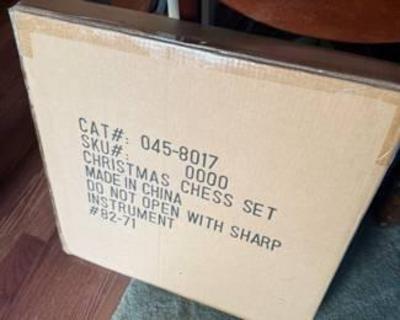 CAT#: 045-8017
SKU#: 0000
CHRISTMAS CHESS SET
MADE IN CHINA
DO NOT OPEN WITH SHARP
INSTRUMENT
#82-71